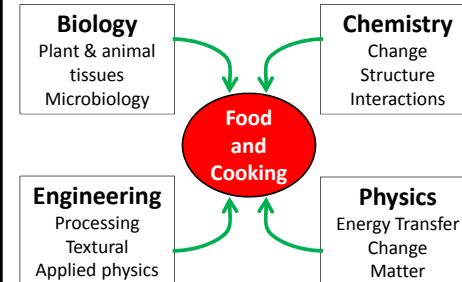 Biology
Plant & animal
tissues
Microbiology
Chemistry
Change
Structure
Interactions
Food
and
Cooking
Engineering
Processing
Textural
Applied physics
Physics
Energy Transfer
Change
Matter